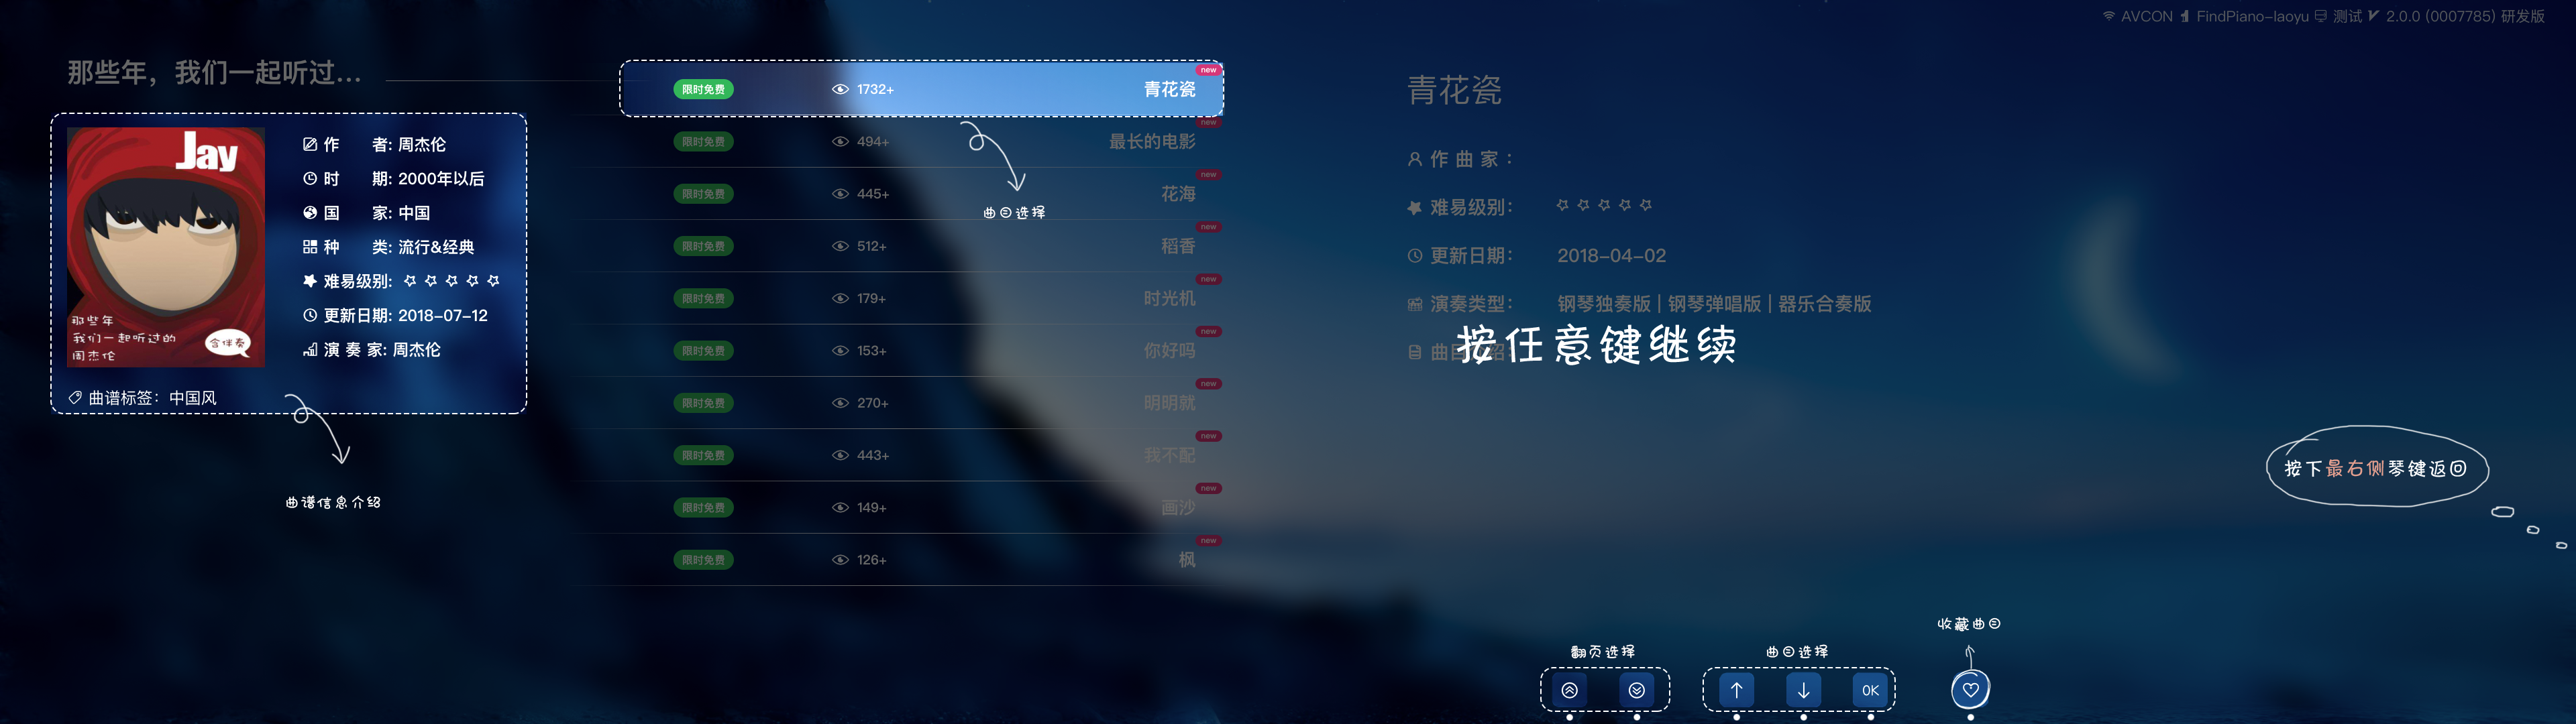 AVCON FindPiano-laoyu 测试 2.0.0 (0007785) 研发版
那些年，我们一起听过...
Jay
那些年
我们一起听过的
周杰伦
含伴奏
作 者: 周杰伦
时 期: 2000年以后
国 家: 中国
种 类: 流行&经典
难易级别:
更新日期: 2018-07-12
演 奏 家: 周杰伦
曲谱标签: 中国风
曲谱信息介绍
限时免费 1732+ 青花瓷 new
限时免费 494+ 最长的电影 new
限时免费 445+ 花海 new
曲目选择
限时免费 512+ 稻香 new
限时免费 179+ 时光机 new
限时免费 153+ 你好吗 new
限时免费 270+ 明明就 new
限时免费 443+ 我不配 new
限时免费 149+ 画沙 new
限时免费 126+ 枫 new
青花瓷
作 曲 家 :
难易级别:
更新日期: 2018-04-02
演奏类型: 钢琴独奏版 | 钢琴弹唱版 | 器乐合奏版
曲目介绍:
按任意键继续
按下最右侧琴键返回
翻页选择
曲目选择
OK
收藏曲目